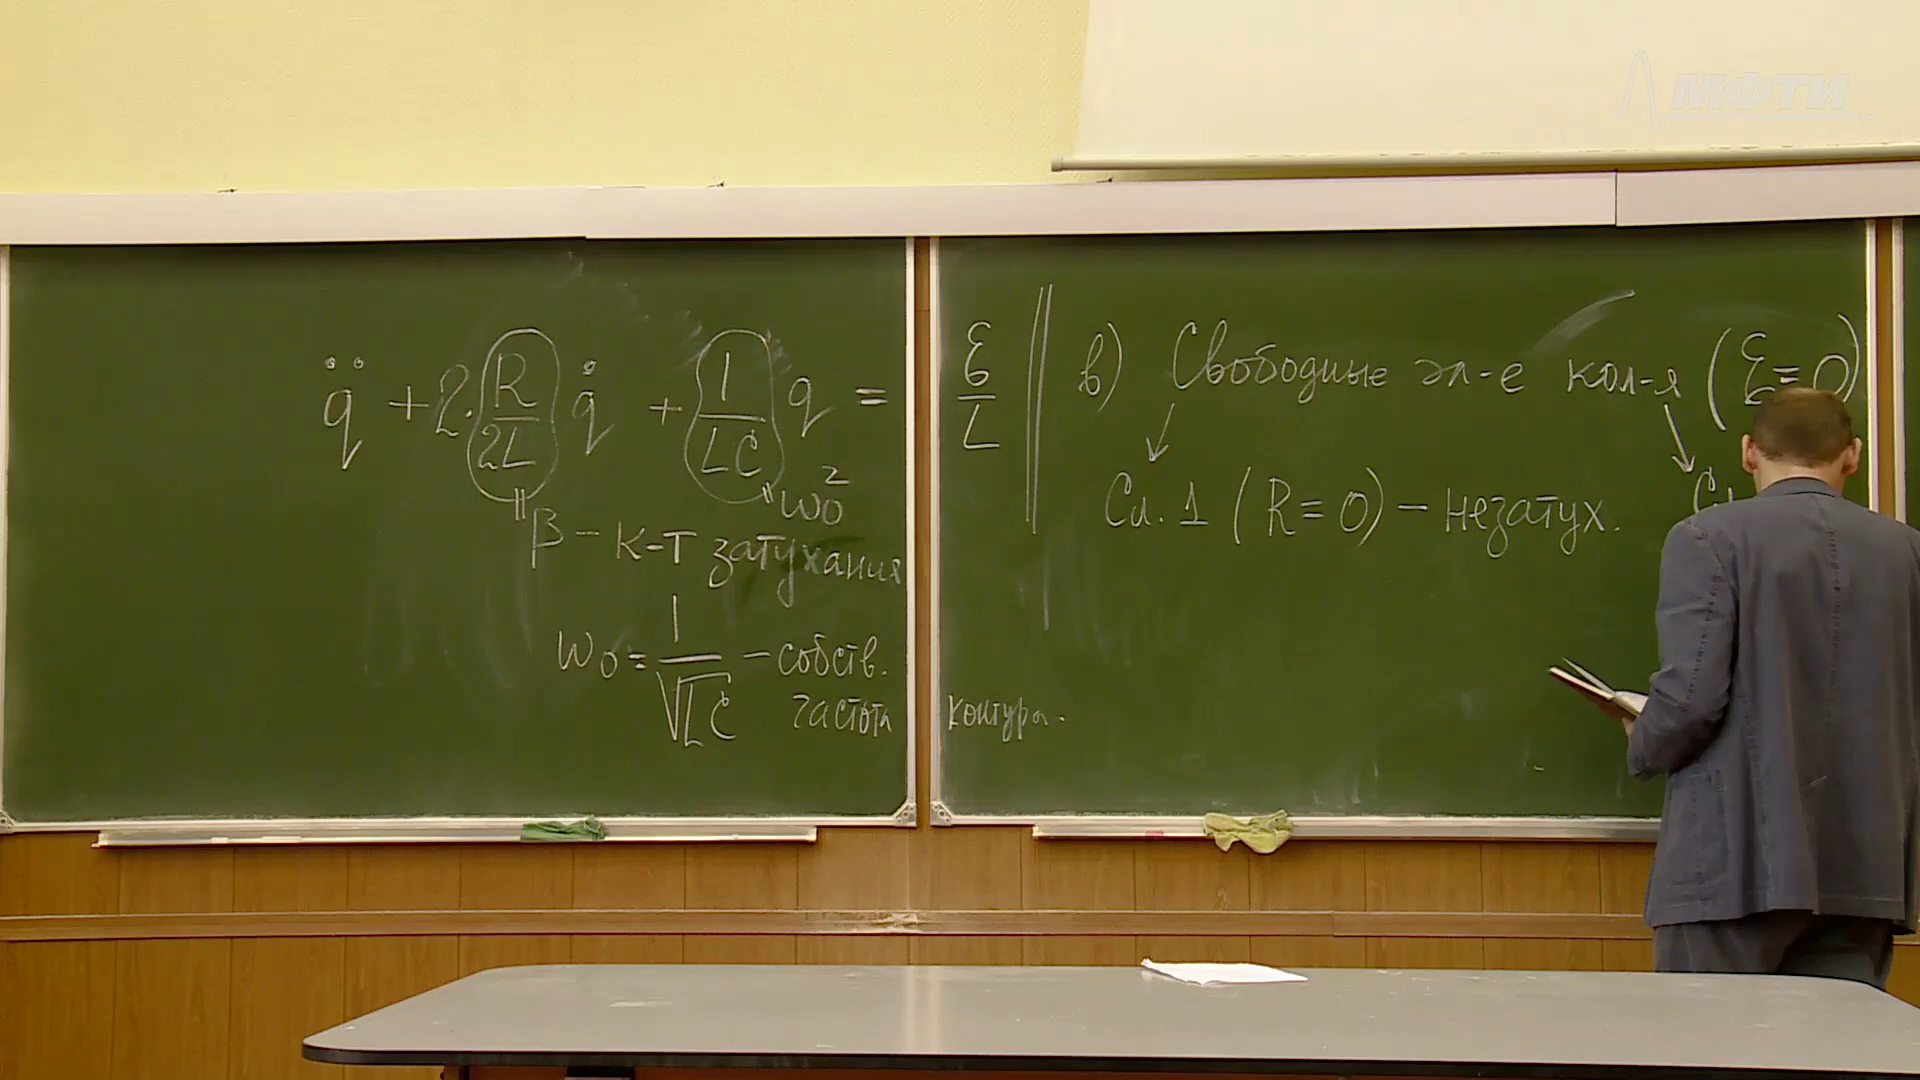 МФТИ
q̈ + 2·R/2L q̇ + 1/LC q = ℰ/L
" ω₀²
" β – к-т затухания
ω₀ = 1/√LC – собств.
частота контура.
в) Свободные эл-е кол-я (ℰ=0)
Сл. 1 (R=0) – незатух.